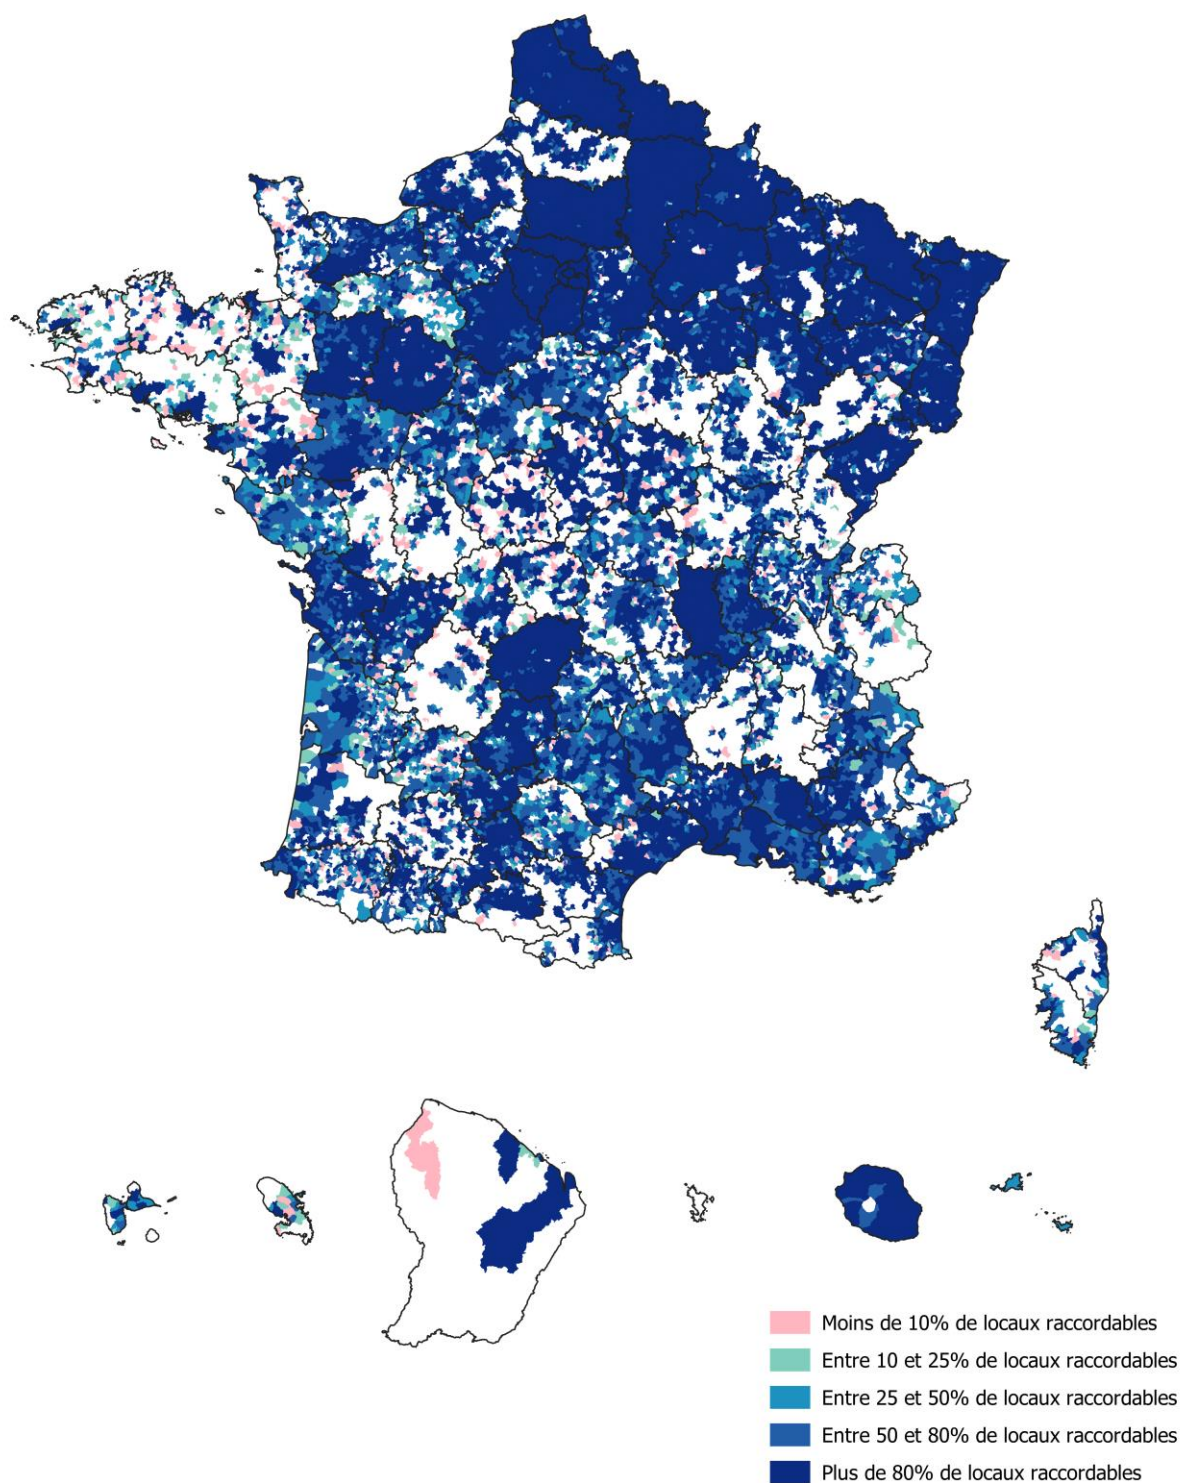 Moins de 10% de locaux raccordables
Entre 10 et 25% de locaux raccordables
Entre 25 et 50% de locaux raccordables
Entre 50 et 80% de locaux raccordables
Plus de 80% de locaux raccordables